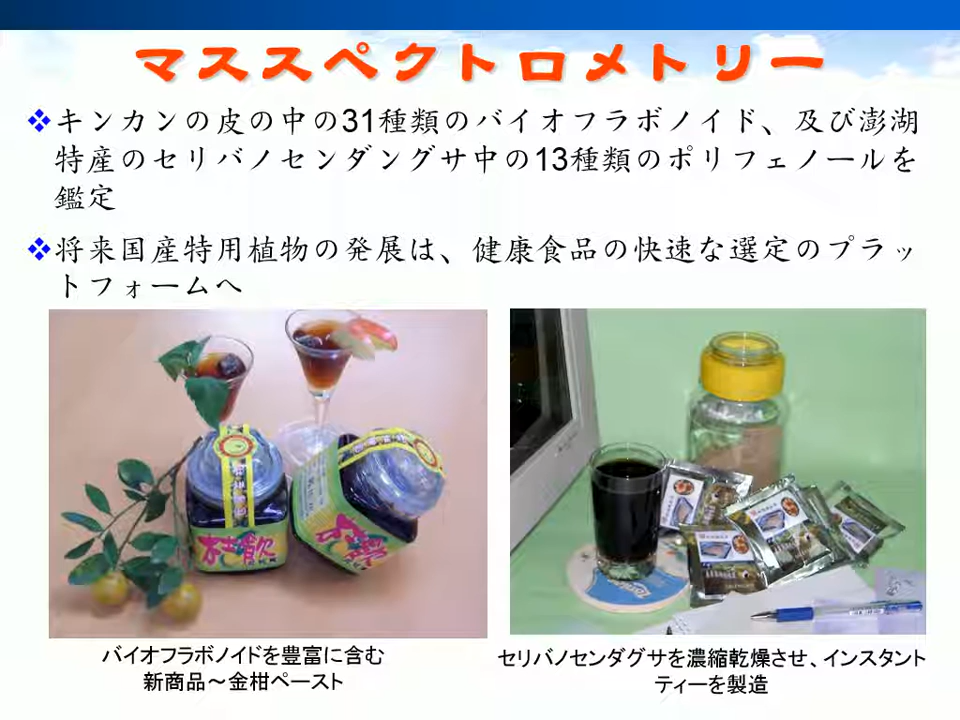 マススペクトロメトリー
キンカンの皮の中の31種類のバイオフラボノイド、及び澎湖
特産のセリバノセンダングサ中の13種類のポリフェノールを
鑑定
将来国産特用植物の発展は、健康食品の快速な選定のプラッ
トフォームへ
バイオフラボノイドを豊富に含む
新商品～金柑ペースト
セリバノセンダグサを濃縮乾燥させ、インスタント
ティーを製造